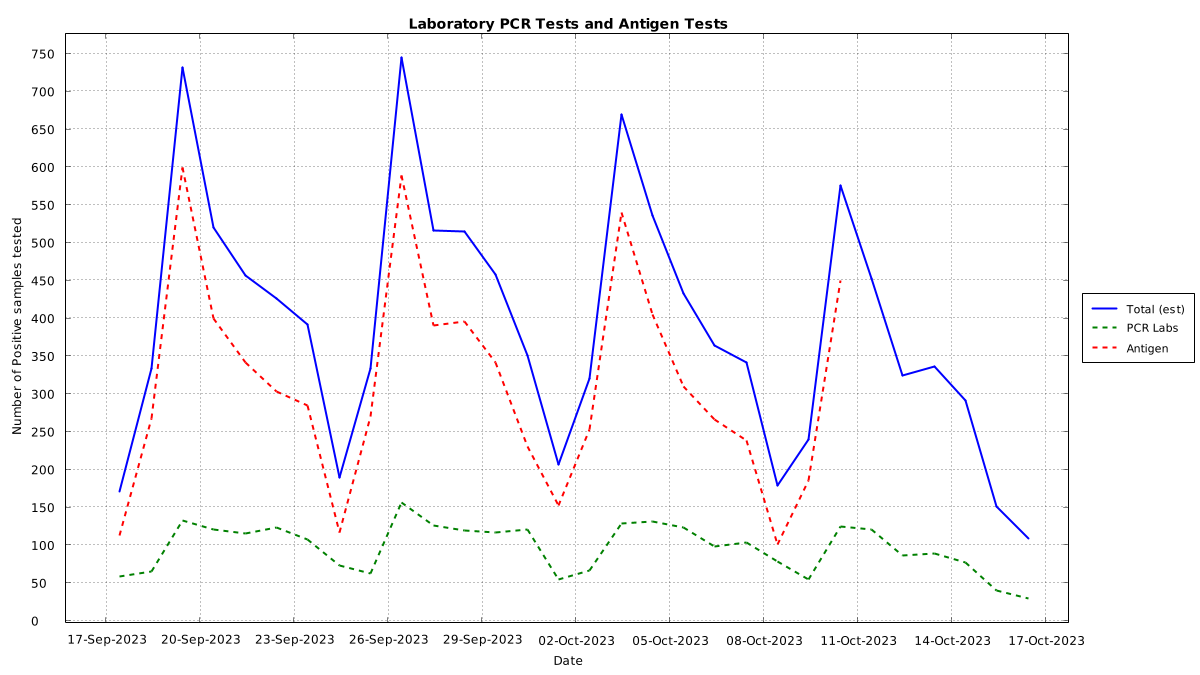 Laboratory PCR Tests and Antigen Tests
Number of Positive samples tested
750
700
650
600
550
500
450
400
350
300
250
200
150
100
50
0
17-Sep-2023 20-Sep-2023 23-Sep-2023 26-Sep-2023 29-Sep-2023 02-Oct-2023 05-Oct-2023 08-Oct-2023 11-Oct-2023 14-Oct-2023 17-Oct-2023
Date
Total (est)
PCR Labs
Antigen